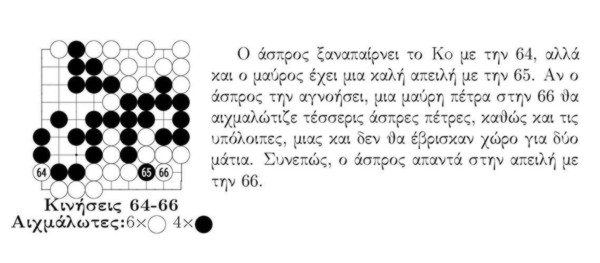 Ο άσπρος ξαναπαίρνει το Κο με την 64, αλλά
και ο μαύρος έχει μια καλή απειλή με την 65. Αν ο
άσπρος την αγνοήσει, μια μαύρη πέτρα στην 66 θα
αιχμαλώτιζε τέσσερις άσπρες πέτρες, καθώς και τις
υπόλοιπες, μιας και δεν θα έβρισκαν χώρο για δύο
μάτια. Συνεπώς, ο άσπρος απαντά στην απειλή με
την 66.
64 65 66
Κινήσεις 64-66
Αιχμάλωτες:6× 4×